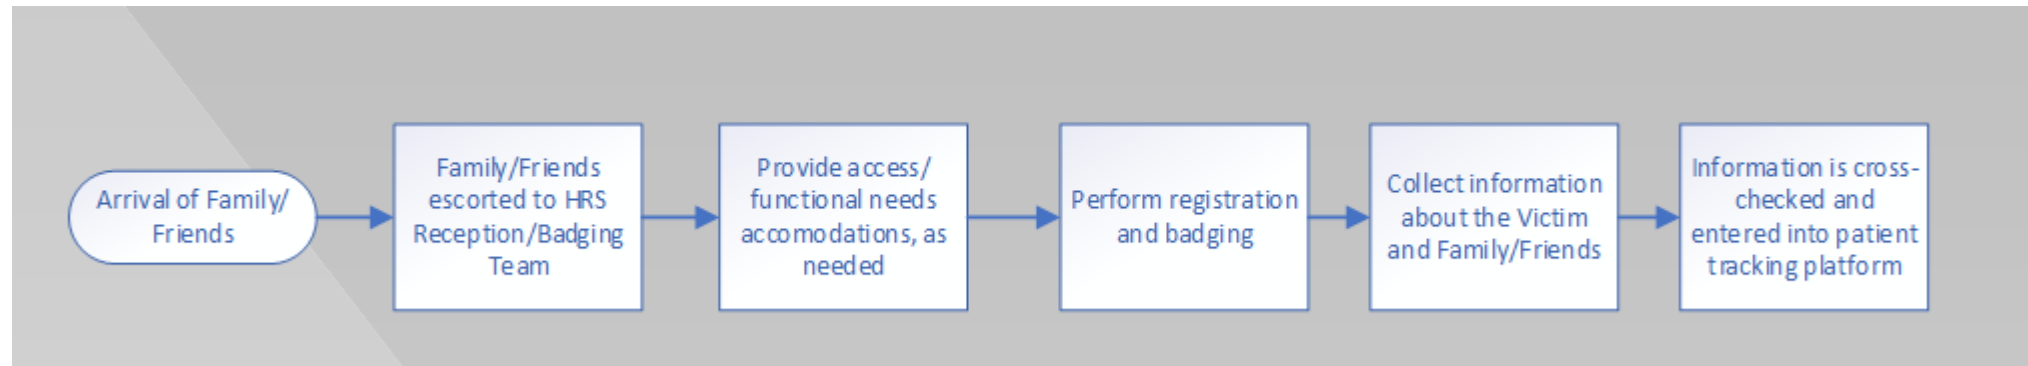 Arrival of Family/
Friends
Family/Friends
escorted to HRS
Reception/Badging
Team
Provide access/
functional needs
accomodations, as
needed
Perform registration
and badging
Collect information
about the Victim
and Family/Friends
Information is cross-
checked and
entered into patient
tracking platform